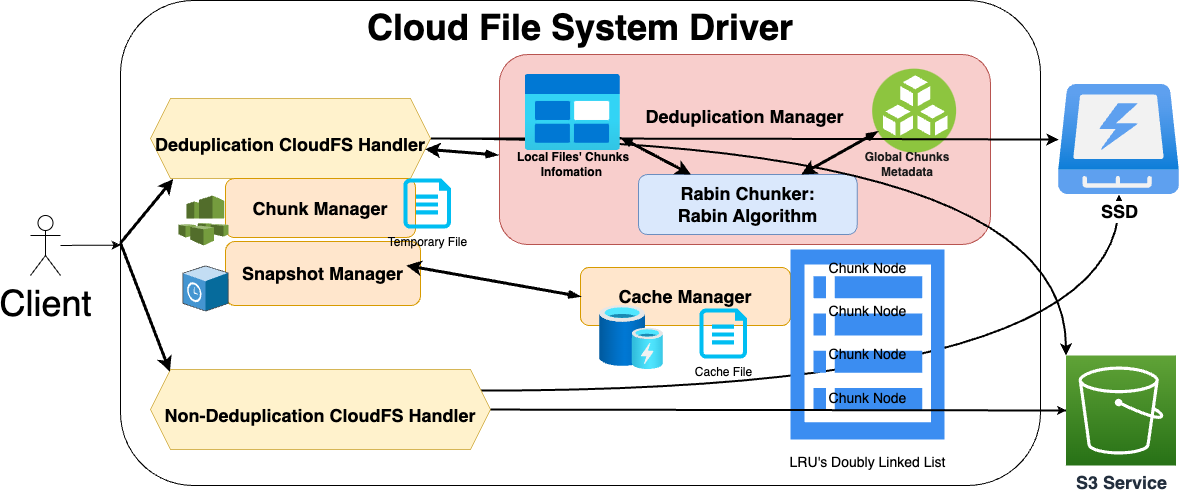 Cloud File System Driver
Deduplication CloudFS Handler
Deduplication Manager
Local Files' Chunks
Infomation
Global Chunks
Metadata
Rabin Chunker:
Rabin Algorithm
SSD
Chunk Manager
Temporary File
Snapshot Manager
Client
Cache Manager
Cache File
Chunk Node
Chunk Node
Chunk Node
Chunk Node
LRU's Doubly Linked List
Non-Deduplication CloudFS Handler
S3 Service